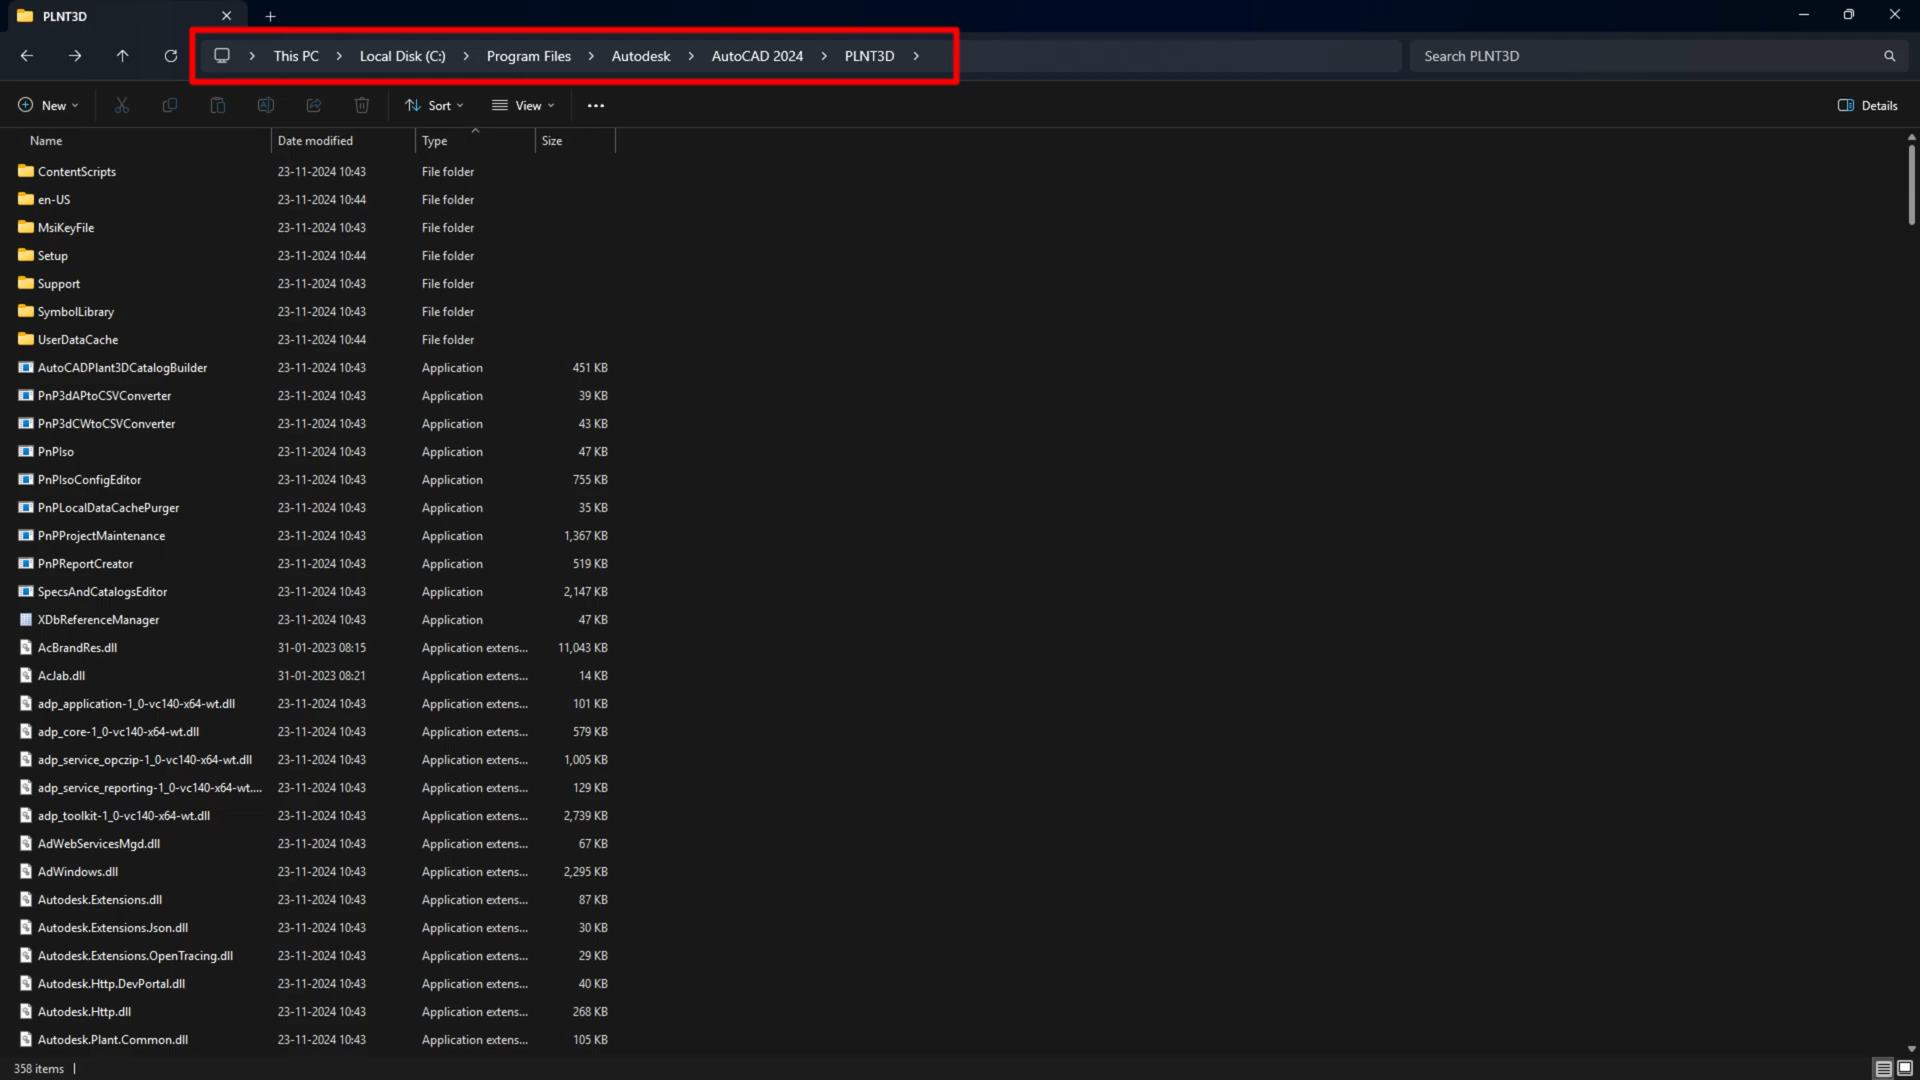 PLNT3D
This PC > Local Disk (C:) > Program Files > Autodesk > AutoCAD 2024 > PLNT3D >
Search PLNT3D
New Sort View ... Details
Name Date modified Type Size
ContentScripts 23-11-2024 10:43 File folder
en-US 23-11-2024 10:44 File folder
MsiKeyFile 23-11-2024 10:43 File folder
Setup 23-11-2024 10:44 File folder
Support 23-11-2024 10:43 File folder
SymbolLibrary 23-11-2024 10:43 File folder
UserDataCache 23-11-2024 10:44 File folder
AutoCADPlant3DCatalogBuilder 23-11-2024 10:43 Application 451 KB
PnP3dAPtoCSVConverter 23-11-2024 10:43 Application 39 KB
PnP3dCWtoCSVConverter 23-11-2024 10:43 Application 43 KB
PnPIso 23-11-2024 10:43 Application 47 KB
PnPIsoConfigEditor 23-11-2024 10:43 Application 755 KB
PnPLocalDataCachePurger 23-11-2024 10:43 Application 35 KB
PnPProjectMaintenance 23-11-2024 10:43 Application 1,367 KB
PnPReportCreator 23-11-2024 10:43 Application 519 KB
SpecsAndCatalogsEditor 23-11-2024 10:43 Application 2,147 KB
XDbReferenceManager 23-11-2024 10:43 Application 47 KB
AcBrandRes.dll 31-01-2023 08:15 Application extens... 11,043 KB
AcJab.dll 31-01-2023 08:21 Application extens... 14 KB
adp_application-1_0-vc140-x64-wt.dll 23-11-2024 10:43 Application extens... 101 KB
adp_core-1_0-vc140-x64-wt.dll 23-11-2024 10:43 Application extens... 579 KB
adp_service_opczip-1_0-vc140-x64-wt.dll 23-11-2024 10:43 Application extens... 1,005 KB
adp_service_reporting-1_0-vc140-x64-wt.... 23-11-2024 10:43 Application extens... 129 KB
adp_toolkit-1_0-vc140-x64-wt.dll 23-11-2024 10:43 Application extens... 2,739 KB
AdWebServicesMgd.dll 23-11-2024 10:43 Application extens... 67 KB
AdWindows.dll 23-11-2024 10:43 Application extens... 2,295 KB
Autodesk.Extensions.dll 23-11-2024 10:43 Application extens... 87 KB
Autodesk.Extensions.Json.dll 23-11-2024 10:43 Application extens... 30 KB
Autodesk.Extensions.OpenTracing.dll 23-11-2024 10:43 Application extens... 29 KB
Autodesk.Http.DevPortal.dll 23-11-2024 10:43 Application extens... 40 KB
Autodesk.Http.dll 23-11-2024 10:43 Application extens... 268 KB
Autodesk.Plant.Common.dll 23-11-2024 10:43 Application extens... 105 KB
358 items